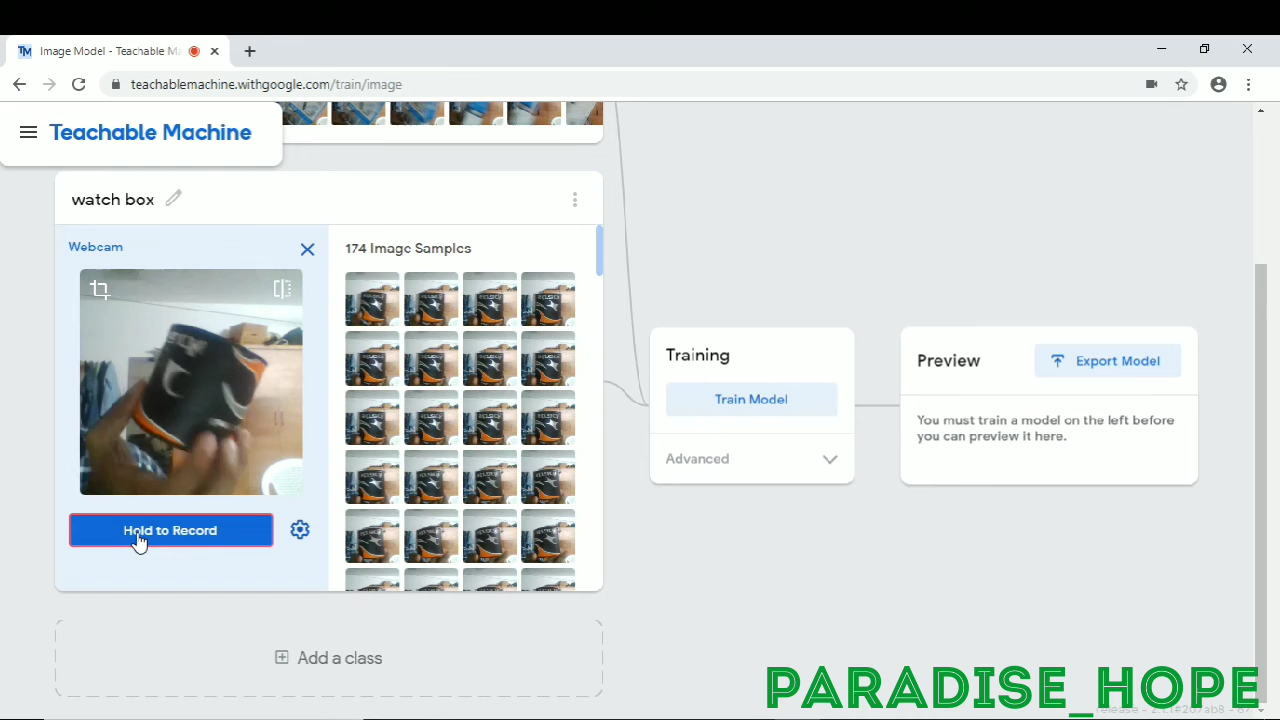 TM Image Model - Teachable Ma
teachablemachine.withgoogle.com/train/image
Teachable Machine
watch box
Webcam
174 Image Samples
Hold to Record
Training
Train Model
Advanced
Preview
Export Model
You must train a model on the left before
you can preview it here.
Add a class
PARADISE_HOPE